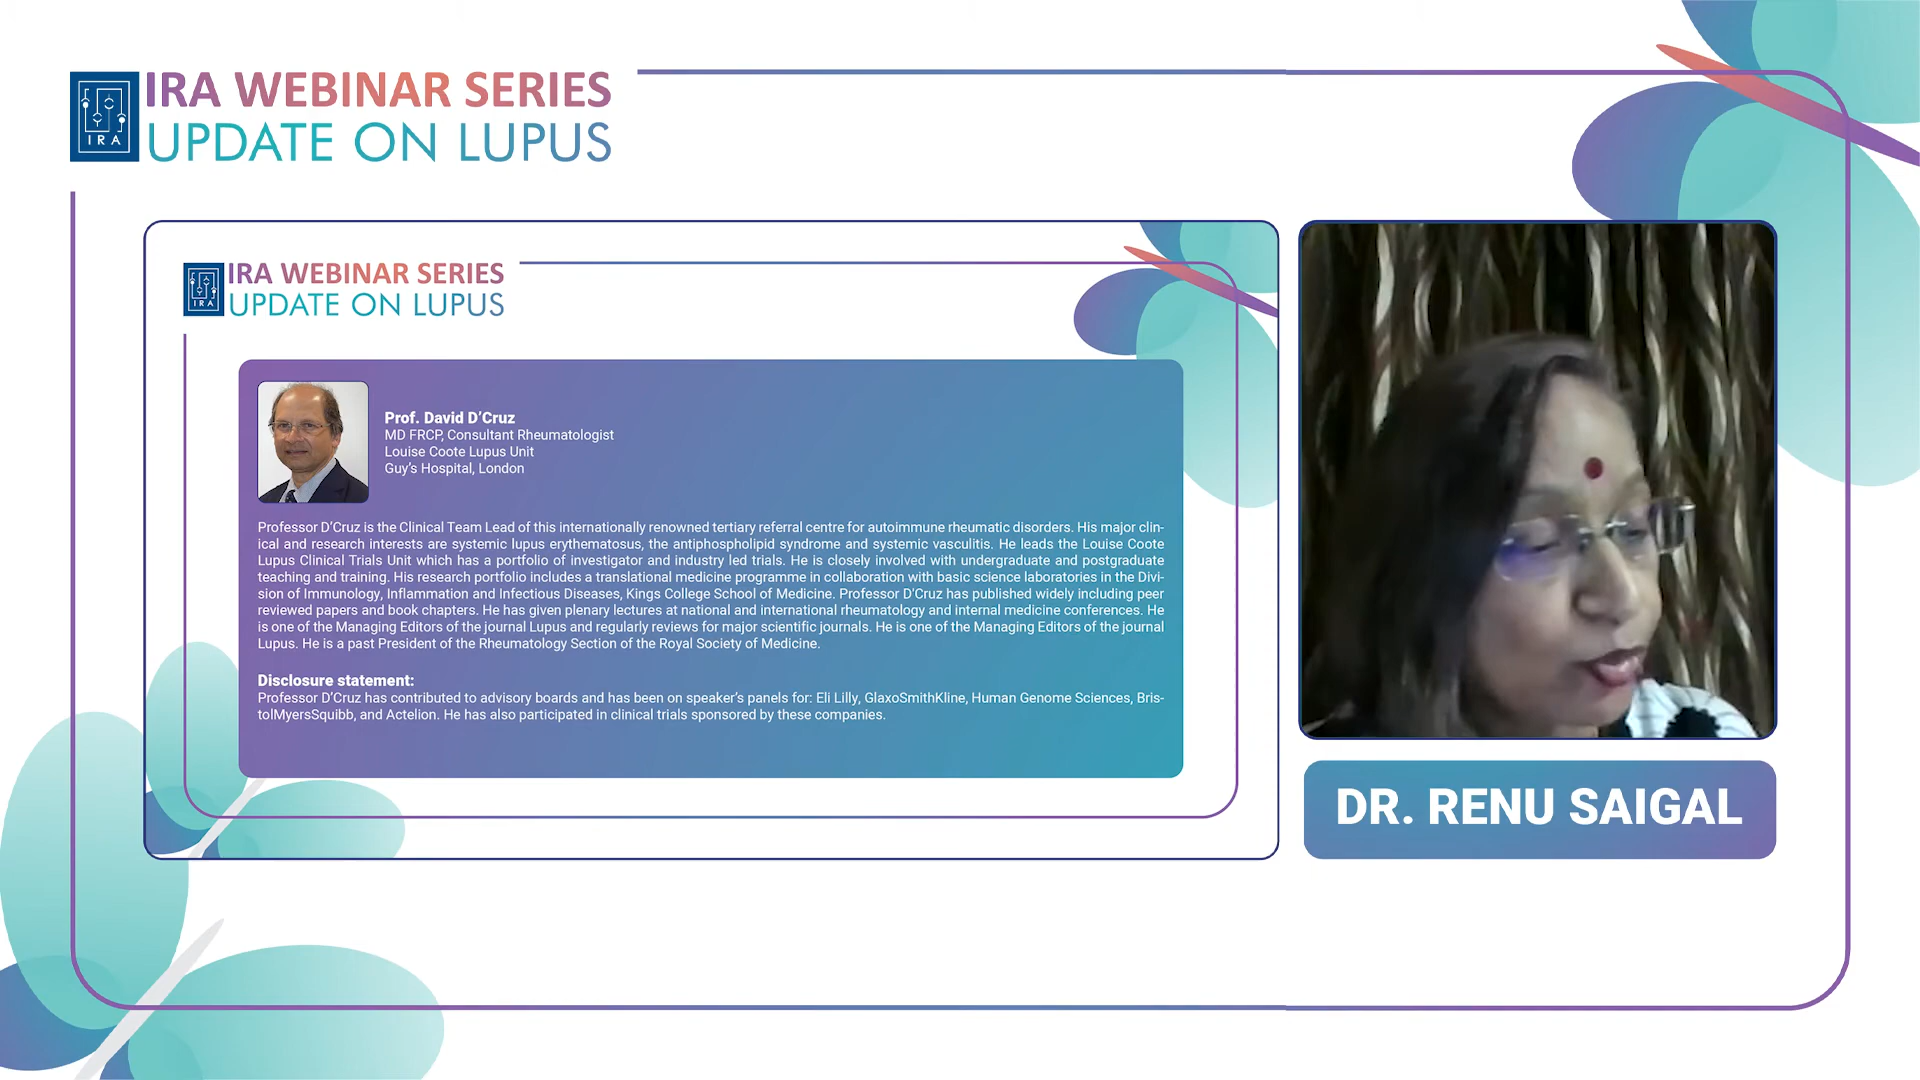 IRA
IRA WEBINAR SERIES
UPDATE ON LUPUS
IRA
IRA WEBINAR SERIES
UPDATE ON LUPUS
Prof. David D'Cruz
MD FRCP, Consultant Rheumatologist
Louise Coote Lupus Unit
Guy's Hospital, London
Professor D'Cruz is the Clinical Team Lead of this internationally renowned tertiary referral centre for autoimmune rheumatic disorders. His major clin-
ical and research interests are systemic lupus erythematosus, the antiphospholipid syndrome and systemic vasculitis. He leads the Louise Coote
Lupus Clinical Trials Unit which has a portfolio of investigator and industry led trials. He is closely involved with undergraduate and postgraduate
teaching and training. His research portfolio includes a translational medicine programme in collaboration with basic science laboratories in the Divi-
sion of Immunology, Inflammation and Infectious Diseases, Kings College School of Medicine. Professor D'Cruz has published widely including peer
reviewed papers and book chapters. He has given plenary lectures at national and international rheumatology and internal medicine conferences. He
is one of the Managing Editors of the journal Lupus and regularly reviews for major scientific journals. He is one of the Managing Editors of the journal
Lupus. He is a past President of the Rheumatology Section of the Royal Society of Medicine.
Disclosure statement:
Professor D'Cruz has contributed to advisory boards and has been on speaker's panels for: Eli Lilly, GlaxoSmithKline, Human Genome Sciences, Bris-
tolMyersSquibb, and Actelion. He has also participated in clinical trials sponsored by these companies.
DR. RENU SAIGAL